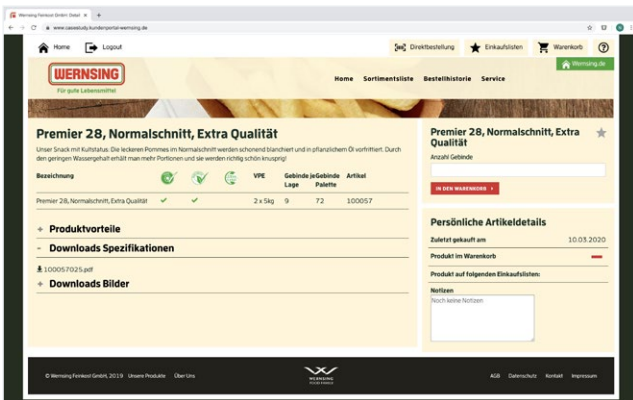 Wernsing Feinkost GmbH: Detail
www.casestudy.kundenportal-wernsing.de
Home Logout Direktbestellung Einkaufslisten Warenkorb
Wernsing.de
WERNSING
Für gute Lebensmittel
Home Sortimentsliste Bestellhistorie Service
Premier 28, Normalschnitt, Extra Qualität
Unser Snack mit Kultstatus. Die leckeren Pommes im Normalschnitt werden schonend blanchiert und in pflanzlichem Öl vorfrittiert. Durch
den geringen Wassergehalt erhält man mehr Portionen und sie werden richtig schön knusprig!
Bezeichnung VPE Gebinde je Lage Gebinde Palette Artikel
Premier 28, Normalschnitt, Extra Qualität 2 x 5kg 9 72 100057
+ Produktvorteile
- Downloads Spezifikationen
100057025.pdf
+ Downloads Bilder
Premier 28, Normalschnitt, Extra
Qualität
Anzahl Gebinde
IN DEN WARENKORB
Persönliche Artikeldetails
Zuletzt gekauft am 10.03.2020
Produkt im Warenkorb
Produkt auf folgenden Einkaufslisten:
Notizen
Noch keine Notizen
© Wernsing Feinkost GmbH, 2019 Unsere Produkte Über Uns
WERNSING
AGB Datenschutz Kontakt Impressum